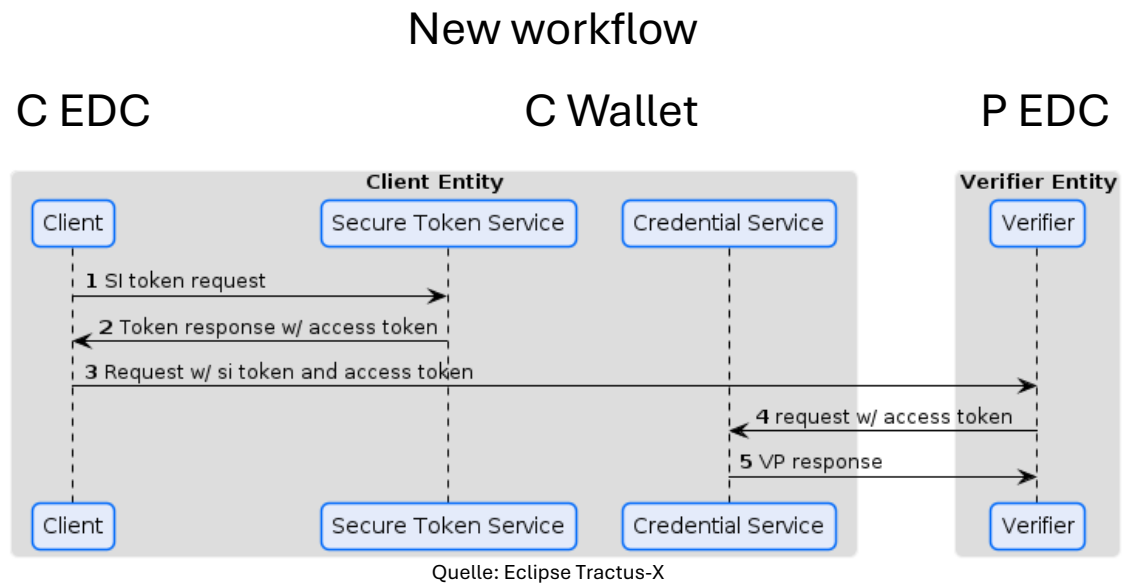 New workflow
C EDC
C Wallet
P EDC
Client Entity
Verifier Entity
Client
Secure Token Service
Credential Service
Verifier
1 SI token request
2 Token response w/ access token
3 Request w/ si token and access token
4 request w/ access token
5 VP response
Client
Secure Token Service
Credential Service
Verifier
Quelle: Eclipse Tractus-X